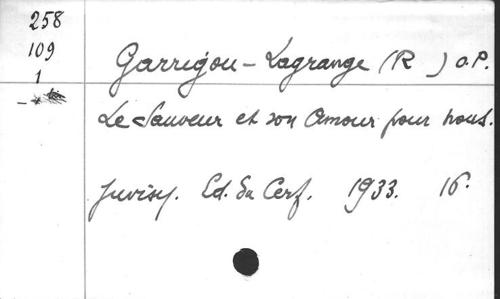 258
109
1
Garrigou-Lagrange (R ) O.P.
Le Sauveur et son Amour pour nous.
Juvisy. Ed. du Cerf. 1933. 16°